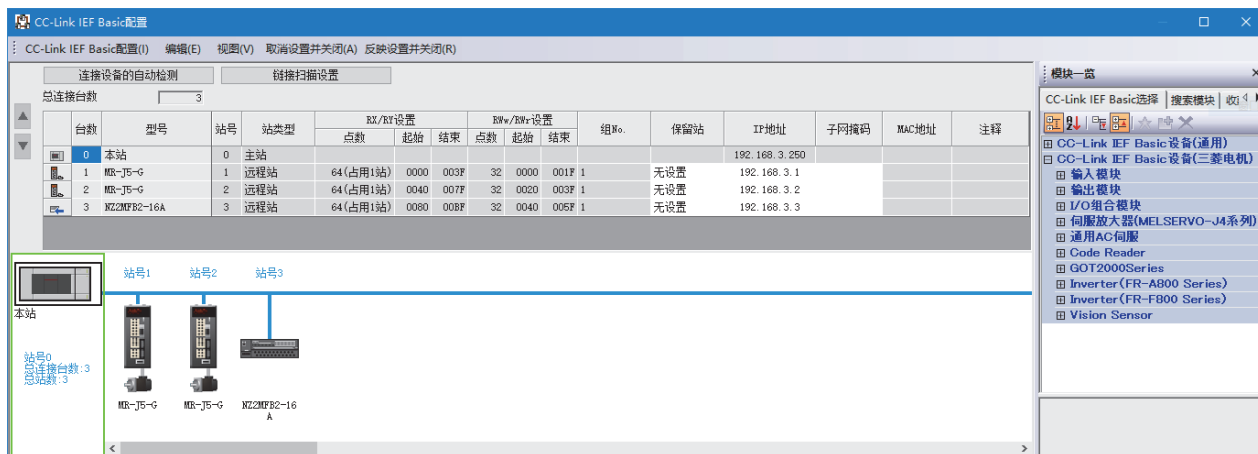 CC-Link IEF Basic配置
CC-Link IEF Basic配置(I) 编辑(E) 视图(V) 取消设置并关闭(A) 反映设置并关闭(R)
连接设备的自动检测 链接扫描设置
总连接台数 3
台数 型号 站号 站类型 RX/RY设置 RWw/RWr设置 组No. 保留站 IP地址 子网掩码 MAC地址 注释
点数 起始 结束 点数 起始 结束
0 本站 0 主站 192.168.3.250
1 MR-J5-G 1 远程站 64(占用1站) 0000 003F 32 0000 001F 1 无设置 192.168.3.1
2 MR-J5-G 2 远程站 64(占用1站) 0040 007F 32 0020 003F 1 无设置 192.168.3.2
3 NZ2MFB2-16A 3 远程站 64(占用1站) 0080 00BF 32 0040 005F 1 无设置 192.168.3.3
站号1 站号2 站号3
本站
站号0
总连接台数:3
总站数:3
MR-J5-G MR-J5-G NZ2MFB2-16
A
模块一览
CC-Link IEF Basic选择 搜索模块
CC-Link IEF Basic设备(通用)
CC-Link IEF Basic设备(三菱电机)
输入模块
输出模块
I/O组合模块
伺服放大器(MELSERVO-J4系列)
通用AC伺服
Code Reader
GOT2000Series
Inverter(FR-A800 Series)
Inverter(FR-F800 Series)
Vision Sensor